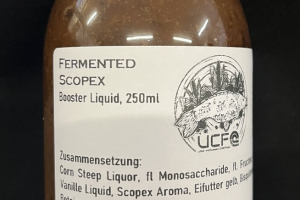 FERMENTED
SCOPEX
Booster Liquid, 250ml
UCF
Zusammensetzung:
Corn Steep Liquor, fl Monosaccharide, fl. Fructose
Vanille Liquid, Scopex Aroma, Eifutter gelb,